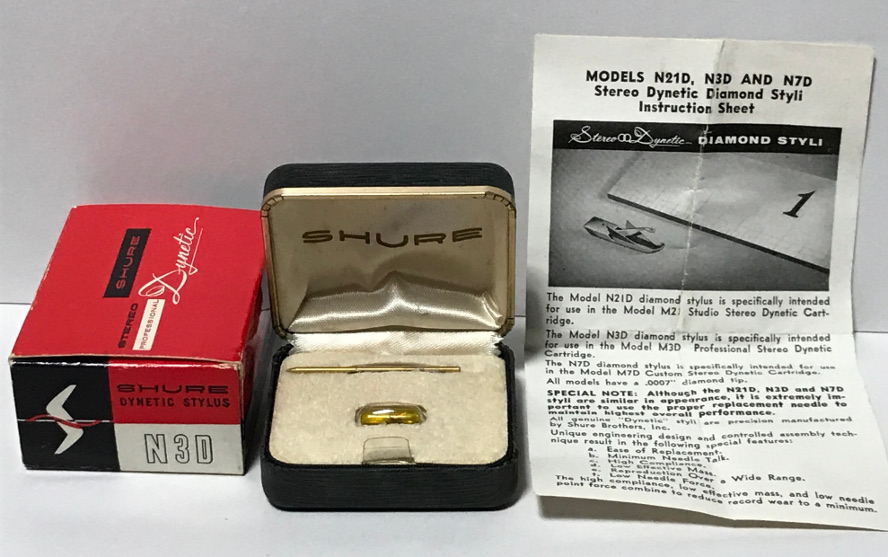 SHURE
STEREO Dynetic
PROFESSIONAL
SHURE
DYNETIC STYLUS
N3D
SHURE
MODELS N21D, N3D AND N7D
Stereo Dynetic Diamond Styli
Instruction Sheet
Stereo Dynetic DIAMOND STYLI
1
The Model N21D diamond stylus is specifically intended
for use in the Model M21 Studio Stereo Dynetic Cart-
ridge.
The Model N3D diamond stylus is specifically intended
for use in the Model M3D Professional Stereo Dynetic
Cartridge.
The N7D diamond stylus is specifically intended for use
in the Model M7D Custom Stereo Dynetic Cartridge.
All models have a .0007" diamond tip.
SPECIAL NOTE: Although the N21D, N3D and N7D
styli are similar in appearance, it is extremely im-
portant to use the proper replacement needle to
maintain highest overall performance.
All genuine "Dynetic" styli are precision manufactured
by Shure Brothers, Inc.
Unique engineering design and controlled assembly tech-
nique result in the following special features:
a. Ease of Replacement.
b. Minimum Needle Talk.
c. High Compliance.
d. Low Effective Mass.
e. Reproduction Over a Wide Range.
f. Low Needle Force.
The high compliance, low effective mass, and low needle
point force combine to reduce record wear to a minimum.